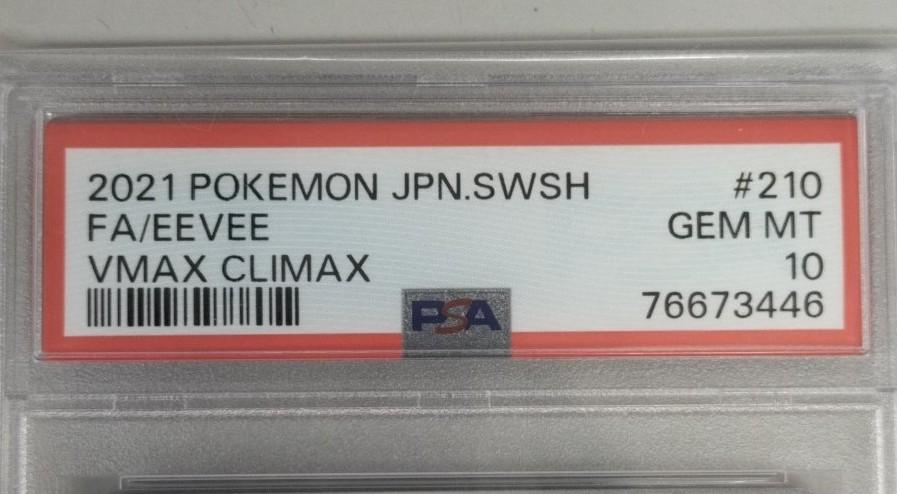 2021 POKEMON JPN.SWSH #210
FA/EEVEE GEM MT
VMAX CLIMAX 10
76673446
PSA